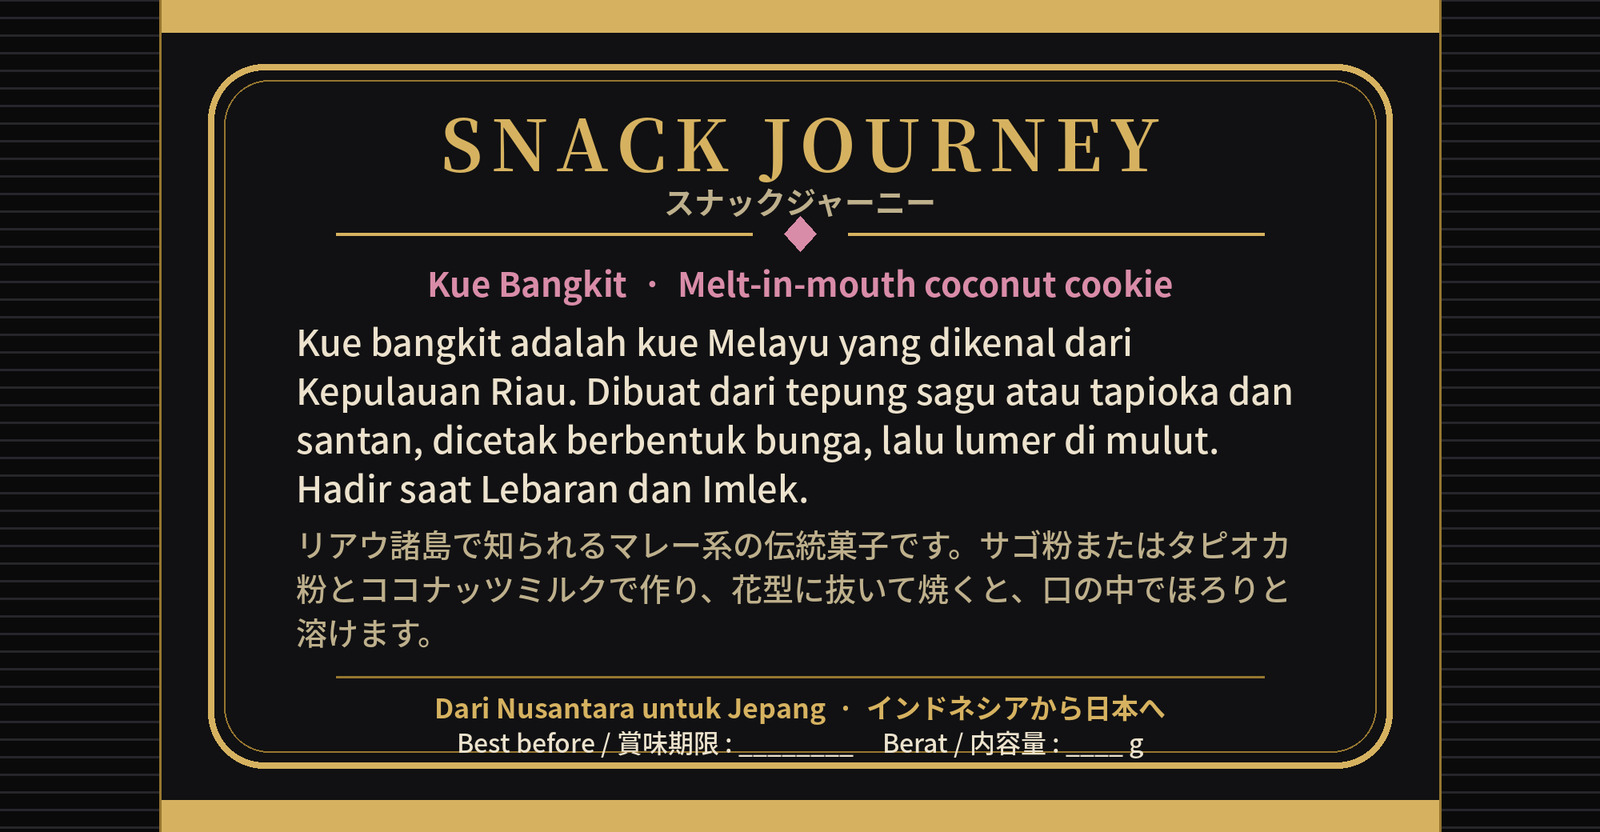 SNACK JOURNEY
スナックジャーニー
Kue Bangkit · Melt-in-mouth coconut cookie
Kue bangkit adalah kue Melayu yang dikenal dari
Kepulauan Riau. Dibuat dari tepung sagu atau tapioka dan
santan, dicetak berbentuk bunga, lalu lumer di mulut.
Hadir saat Lebaran dan Imlek.
リアウ諸島で知られるマレー系の伝統菓子です。サゴ粉またはタピオカ
粉とココナッツミルクで作り、花型に抜いて焼くと、口の中でほろりと
溶けます。
Dari Nusantara untuk Jepang · インドネシアから日本へ
Best before / 賞味期限 : ________ Berat / 内容量 : ____ g